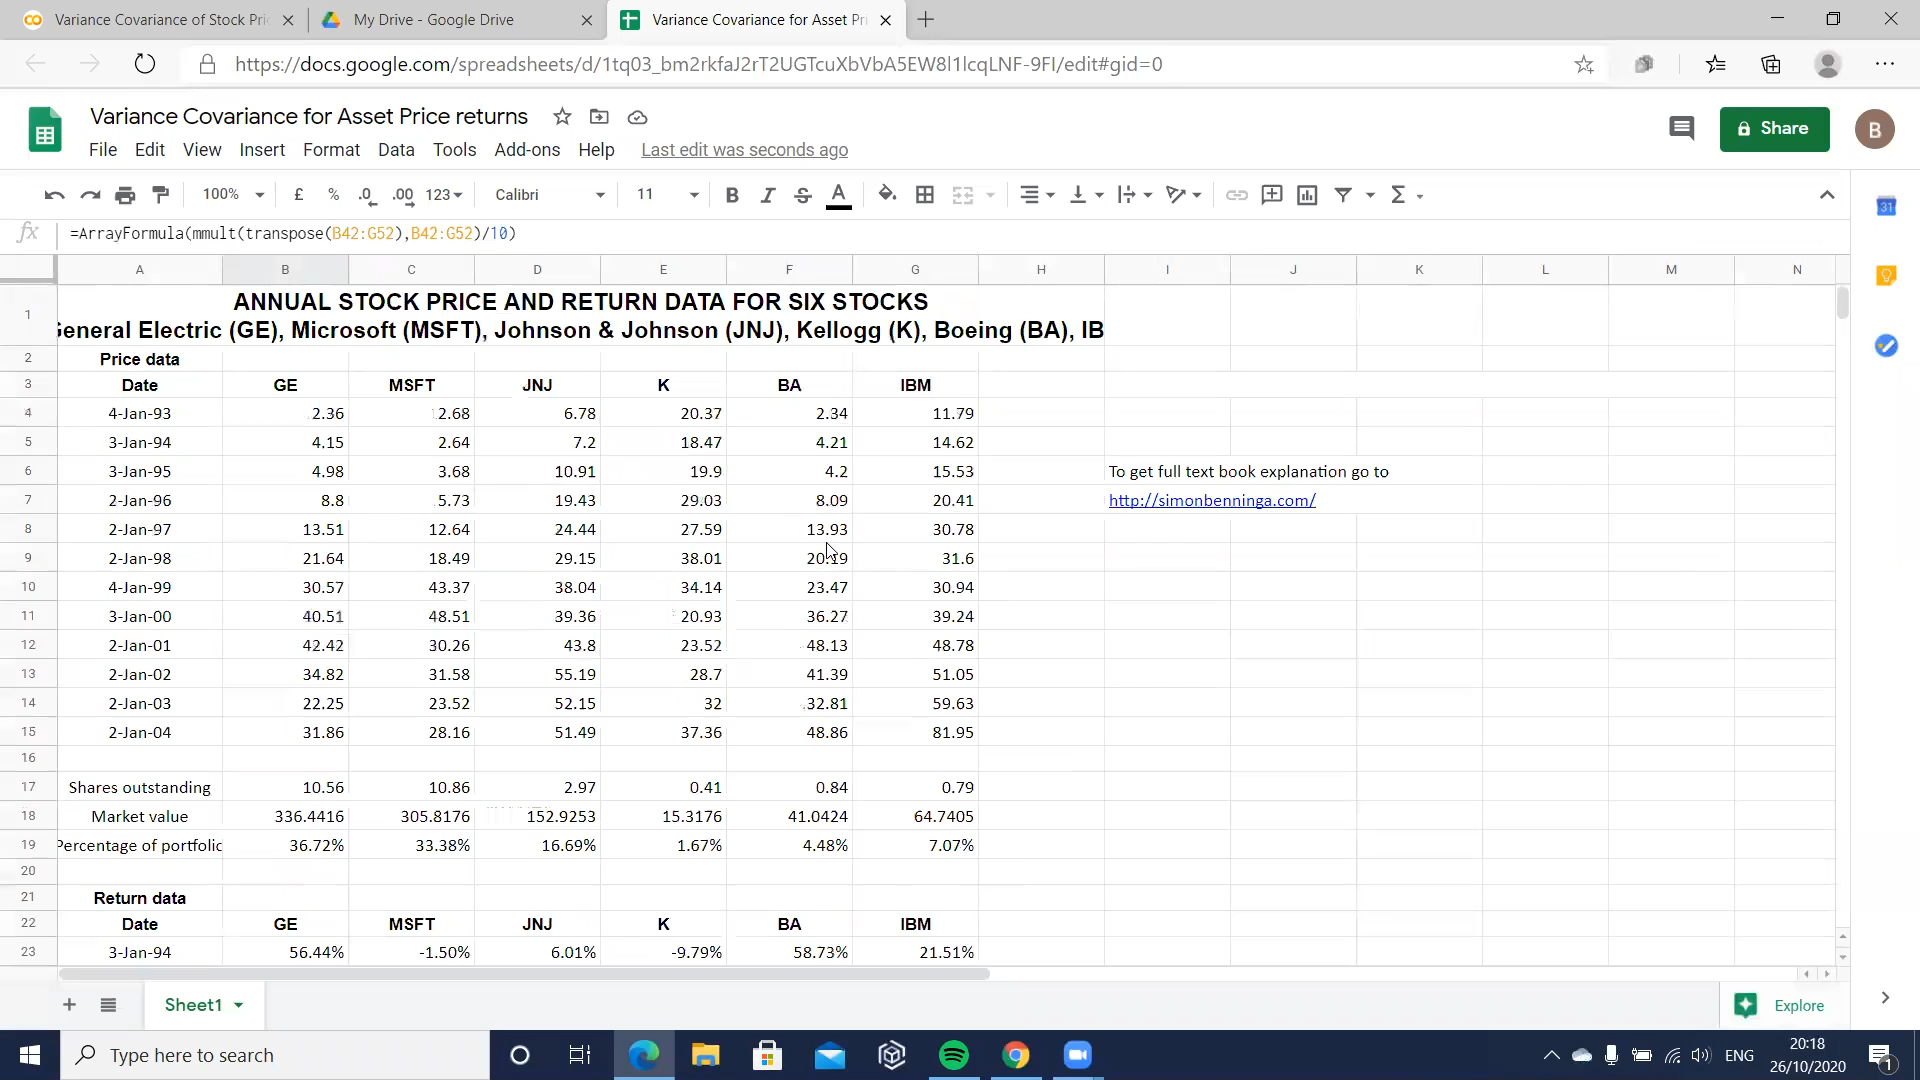 Variance Covariance of Stock Pri
My Drive - Google Drive
Variance Covariance for Asset Pr
https://docs.google.com/spreadsheets/d/1tq03_bm2rkfaJ2rT2UGTcuXbVbA5EW8l1lcqLNF-9FI/edit#gid=0
Variance Covariance for Asset Price returns
Share
B
File Edit View Insert Format Data Tools Add-ons Help Last edit was seconds ago
100% £ % .0 .00 123 Calibri 11 B I S A Σ
31
fx =ArrayFormula(mmult(transpose(B42:G52),B42:G52)/10)
A B C D E F G H I J K L M N
1 ANNUAL STOCK PRICE AND RETURN DATA FOR SIX STOCKS
General Electric (GE), Microsoft (MSFT), Johnson & Johnson (JNJ), Kellogg (K), Boeing (BA), IB
2 Price data
3 Date GE MSFT JNJ K BA IBM
4 4-Jan-93 2.36 2.68 6.78 20.37 2.34 11.79
5 3-Jan-94 4.15 2.64 7.2 18.47 4.21 14.62
6 3-Jan-95 4.98 3.68 10.91 19.9 4.2 15.53 To get full text book explanation go to
7 2-Jan-96 8.8 5.73 19.43 29.03 8.09 20.41 http://simonbenninga.com/
8 2-Jan-97 13.51 12.64 24.44 27.59 13.93 30.78
9 2-Jan-98 21.64 18.49 29.15 38.01 31.6
10 4-Jan-99 30.57 43.37 38.04 34.14 23.47 30.94
11 3-Jan-00 40.51 48.51 39.36 20.93 36.27 39.24
12 2-Jan-01 42.42 30.26 43.8 23.52 48.13 48.78
13 2-Jan-02 34.82 31.58 55.19 28.7 41.39 51.05
14 2-Jan-03 22.25 23.52 52.15 32 32.81 59.63
15 2-Jan-04 31.86 28.16 51.49 37.36 48.86 81.95
16
17 Shares outstanding 10.56 10.86 2.97 0.41 0.84 0.79
18 Market value 336.4416 305.8176 152.9253 15.3176 41.0424 64.7405
19 Percentage of portfolio 36.72% 33.38% 16.69% 1.67% 4.48% 7.07%
20
21 Return data
22 Date GE MSFT JNJ K BA IBM
23 3-Jan-94 56.44% -1.50% 6.01% -9.79% 58.73% 21.51%
Sheet1
Explore
Type here to search
ENG
20:18
26/10/2020
1